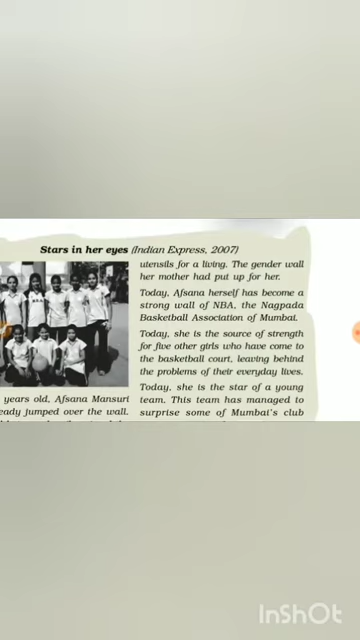 Stars in her eyes (Indian Express, 2007)
years old, Afsana Mansuri
eady jumped over the wall.
utensils for a living. The gender wall
her mother had put up for her.
Today, Afsana herself has become a
strong wall of NBA, the Nagpada
Basketball Association of Mumbai.
Today, she is the source of strength
for five other girls who have come to
the basketball court, leaving behind
the problems of their everyday lives.
Today, she is the star of a young
team. This team has managed to
surprise some of Mumbai's club
InShOt